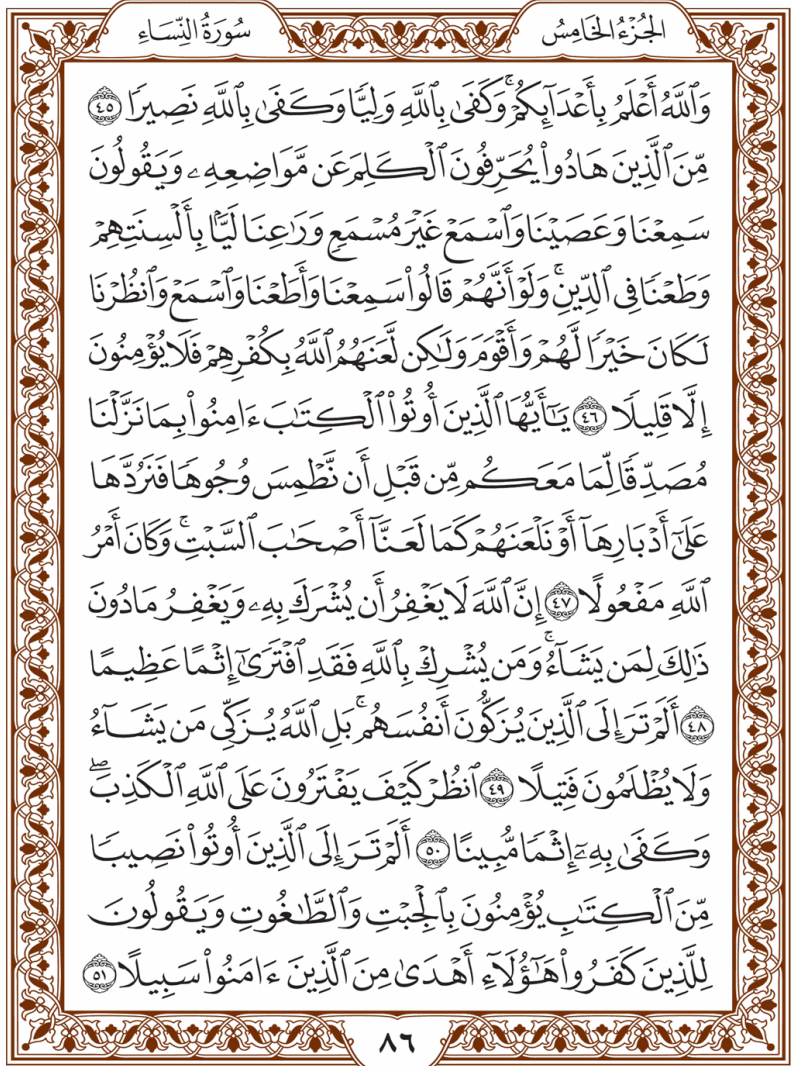 الجُزْءُ الخَامِسُ
سُورَةُ النِّسَاءِ
وَٱللَّهُ أَعْلَمُ بِأَعْدَآئِكُمْۚ وَكَفَىٰ بِٱللَّهِ وَلِيًّا وَكَفَىٰ بِٱللَّهِ نَصِيرًا ٤٥
مِّنَ ٱلَّذِينَ هَادُوا۟ يُحَرِّفُونَ ٱلْكَلِمَ عَن مَّوَاضِعِهِۦ وَيَقُولُونَ
سَمِعْنَا وَعَصَيْنَا وَٱسْمَعْ غَيْرَ مُسْمَعٍ وَرَٰعِنَا لَيًّۢا بِأَلْسِنَتِهِمْ
وَطَعْنًا فِى ٱلدِّينِۚ وَلَوْ أَنَّهُمْ قَالُوا۟ سَمِعْنَا وَأَطَعْنَا وَٱسْمَعْ وَٱنظُرْنَا
لَكَانَ خَيْرًا لَّهُمْ وَأَقْوَمَ وَلَٰكِن لَّعَنَهُمُ ٱللَّهُ بِكُفْرِهِمْ فَلَا يُؤْمِنُونَ
إِلَّا قَلِيلًا ٤٦ يَٰٓأَيُّهَا ٱلَّذِينَ أُوتُوا۟ ٱلْكِتَٰبَ ءَامِنُوا۟ بِمَا نَزَّلْنَا
مُصَدِّقًا لِّمَا مَعَكُم مِّن قَبْلِ أَن نَّطْمِسَ وُجُوهًا فَنَرُدَّهَا
عَلَىٰٓ أَدْبَارِهَآ أَوْ نَلْعَنَهُمْ كَمَا لَعَنَّآ أَصْحَٰبَ ٱلسَّبْتِۚ وَكَانَ أَمْرُ
ٱللَّهِ مَفْعُولًا ٤٧ إِنَّ ٱللَّهَ لَا يَغْفِرُ أَن يُشْرَكَ بِهِۦ وَيَغْفِرُ مَا دُونَ
ذَٰلِكَ لِمَن يَشَآءُۚ وَمَن يُشْرِكْ بِٱللَّهِ فَقَدِ ٱفْتَرَىٰٓ إِثْمًا عَظِيمًا
٤٨ أَلَمْ تَرَ إِلَى ٱلَّذِينَ يُزَكُّونَ أَنفُسَهُمۚ بَلِ ٱللَّهُ يُزَكِّى مَن يَشَآءُ
وَلَا يُظْلَمُونَ فَتِيلًا ٤٩ ٱنظُرْ كَيْفَ يَفْتَرُونَ عَلَى ٱللَّهِ ٱلْكَذِبَۖ
وَكَفَىٰ بِهِۦٓ إِثْمًا مُّبِينًا ٥٠ أَلَمْ تَرَ إِلَى ٱلَّذِينَ أُوتُوا۟ نَصِيبًا
مِّنَ ٱلْكِتَٰبِ يُؤْمِنُونَ بِٱلْجِبْتِ وَٱلطَّٰغُوتِ وَيَقُولُونَ
لِلَّذِينَ كَفَرُوا۟ هَٰٓؤُلَآءِ أَهْدَىٰ مِنَ ٱلَّذِينَ ءَامَنُوا۟ سَبِيلًا ٥١
٨٦